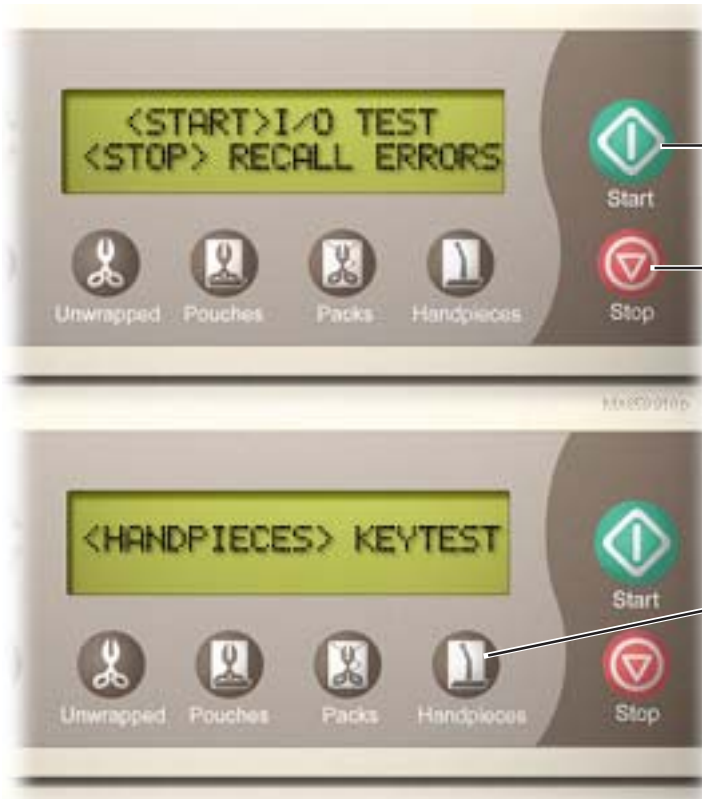 <START>I/O TEST
<STOP> RECALL ERRORS
Start
Unwrapped Pouches Packs Handpieces Stop
<HANDPIECES> KEYTEST
Start
Unwrapped Pouches Packs Handpieces Stop